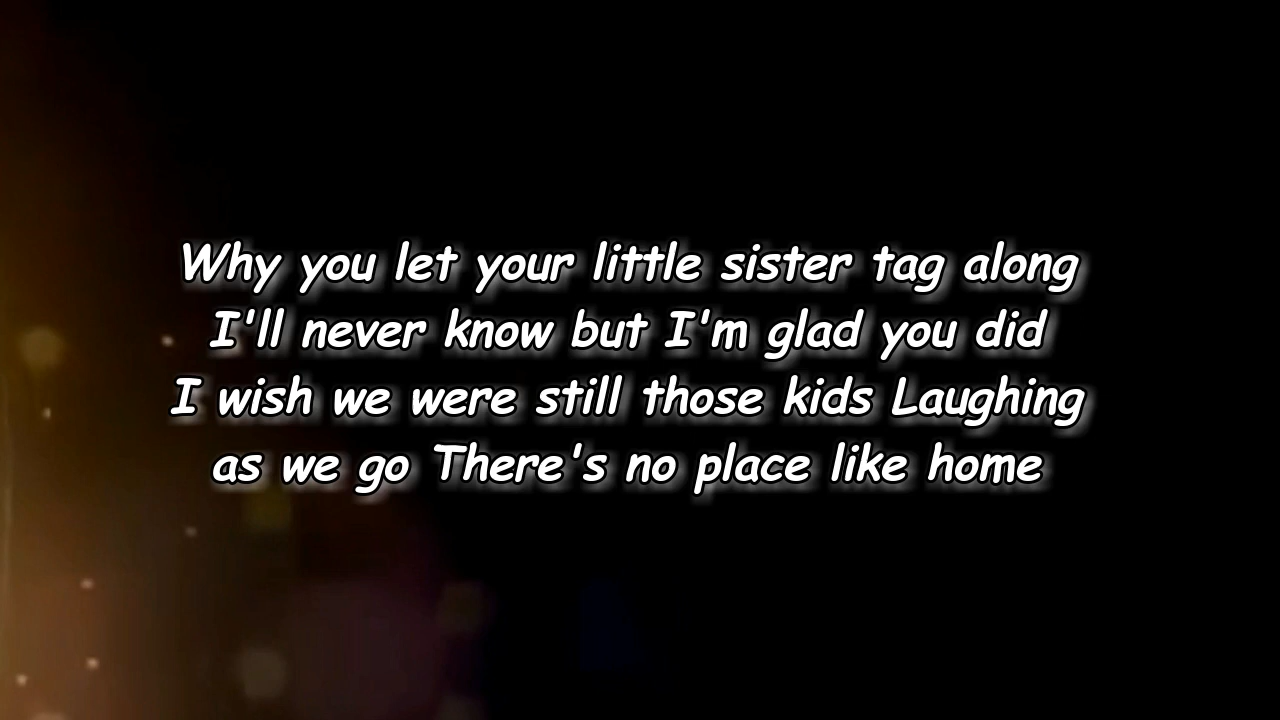 Why you let your little sister tag along
I'll never know but I'm glad you did
I wish we were still those kids Laughing
as we go There's no place like home